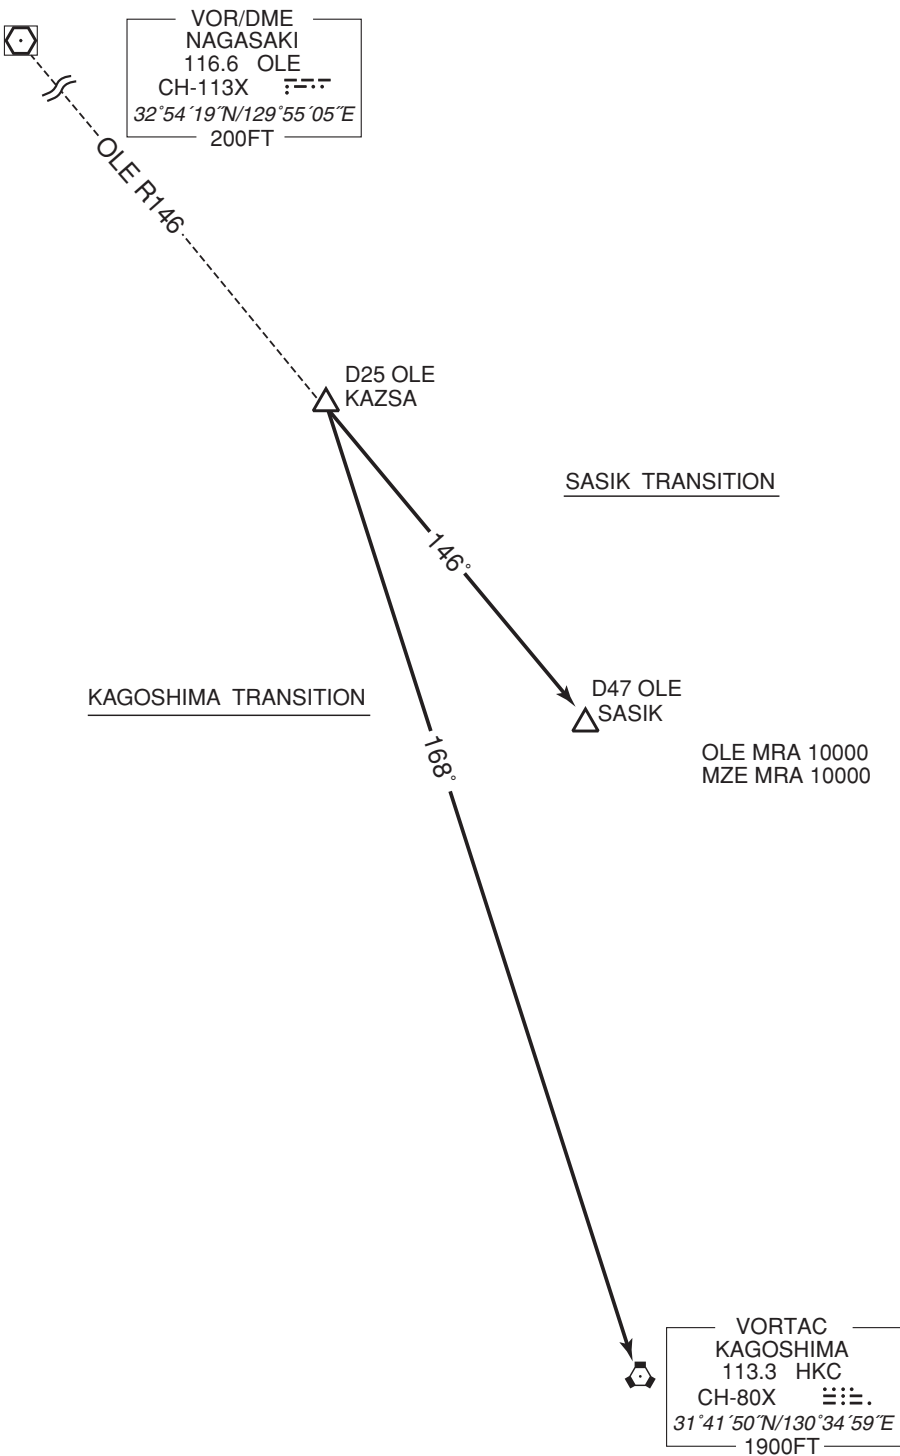 VOR/DME
NAGASAKI
116.6 OLE
CH-113X
32°54´19˝N/129°55´05˝E
200FT
OLE R146
D25 OLE
KAZSA
SASIK TRANSITION
146°
KAGOSHIMA TRANSITION
D47 OLE
SASIK
168°
OLE MRA 10000
MZE MRA 10000
VORTAC
KAGOSHIMA
113.3 HKC
CH-80X
31°41´50˝N/130°34´59˝E
1900FT